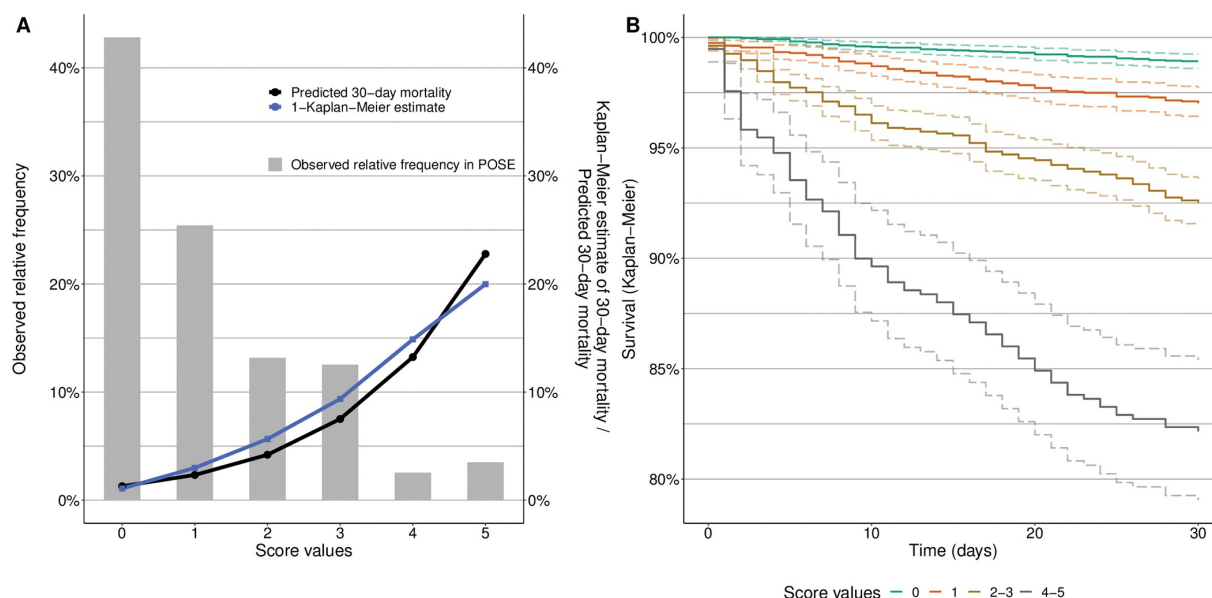 A
Observed relative frequency
40%
30%
20%
10%
0%
Predicted 30−day mortality
1−Kaplan−Meier estimate
Observed relative frequency in POSE
40%
30%
20%
10%
0%
Kaplan−Meier estimate of 30−day mortality /
Predicted 30−day mortality
0 1 2 3 4 5
Score values
B
Survival (Kaplan−Meier)
100%
95%
90%
85%
80%
0 10 20 30
Time (days)
Score values 0 1 2−3 4−5